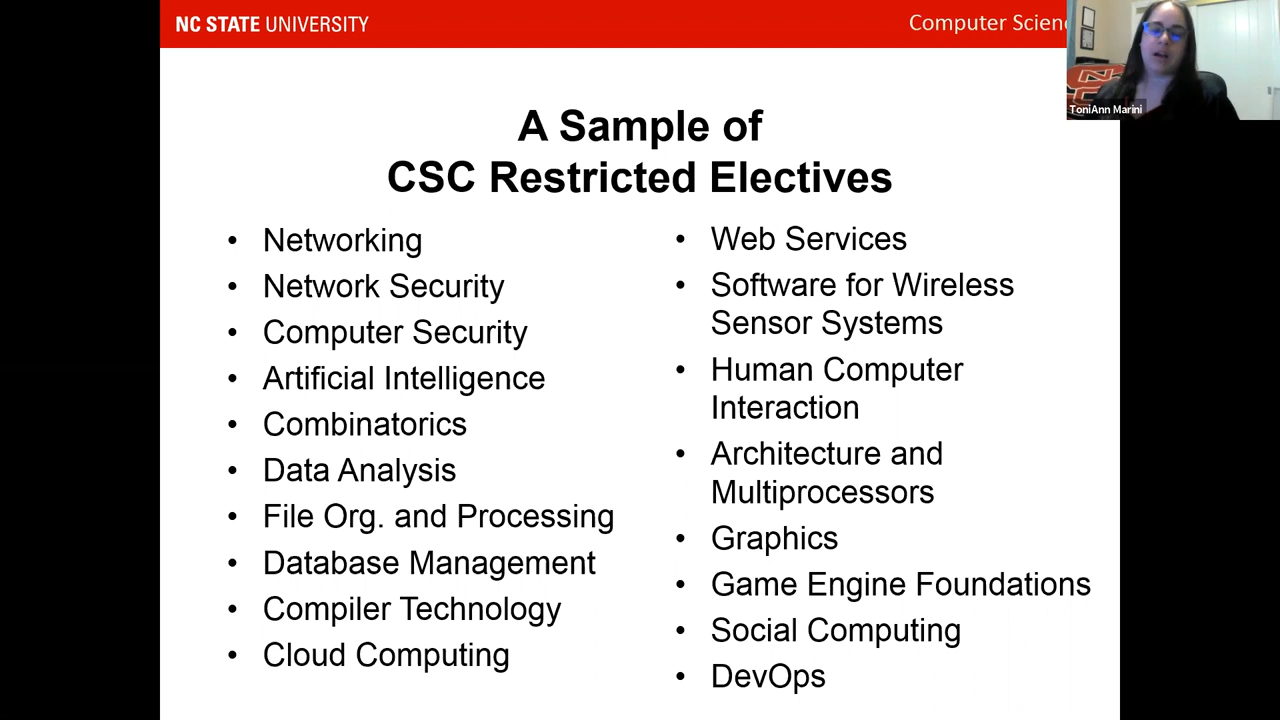 NC STATE UNIVERSITY
Computer Scienc
ToniAnn Marini
A Sample of
CSC Restricted Electives
• Networking
• Network Security
• Computer Security
• Artificial Intelligence
• Combinatorics
• Data Analysis
• File Org. and Processing
• Database Management
• Compiler Technology
• Cloud Computing
• Web Services
• Software for Wireless
Sensor Systems
• Human Computer
Interaction
• Architecture and
Multiprocessors
• Graphics
• Game Engine Foundations
• Social Computing
• DevOps